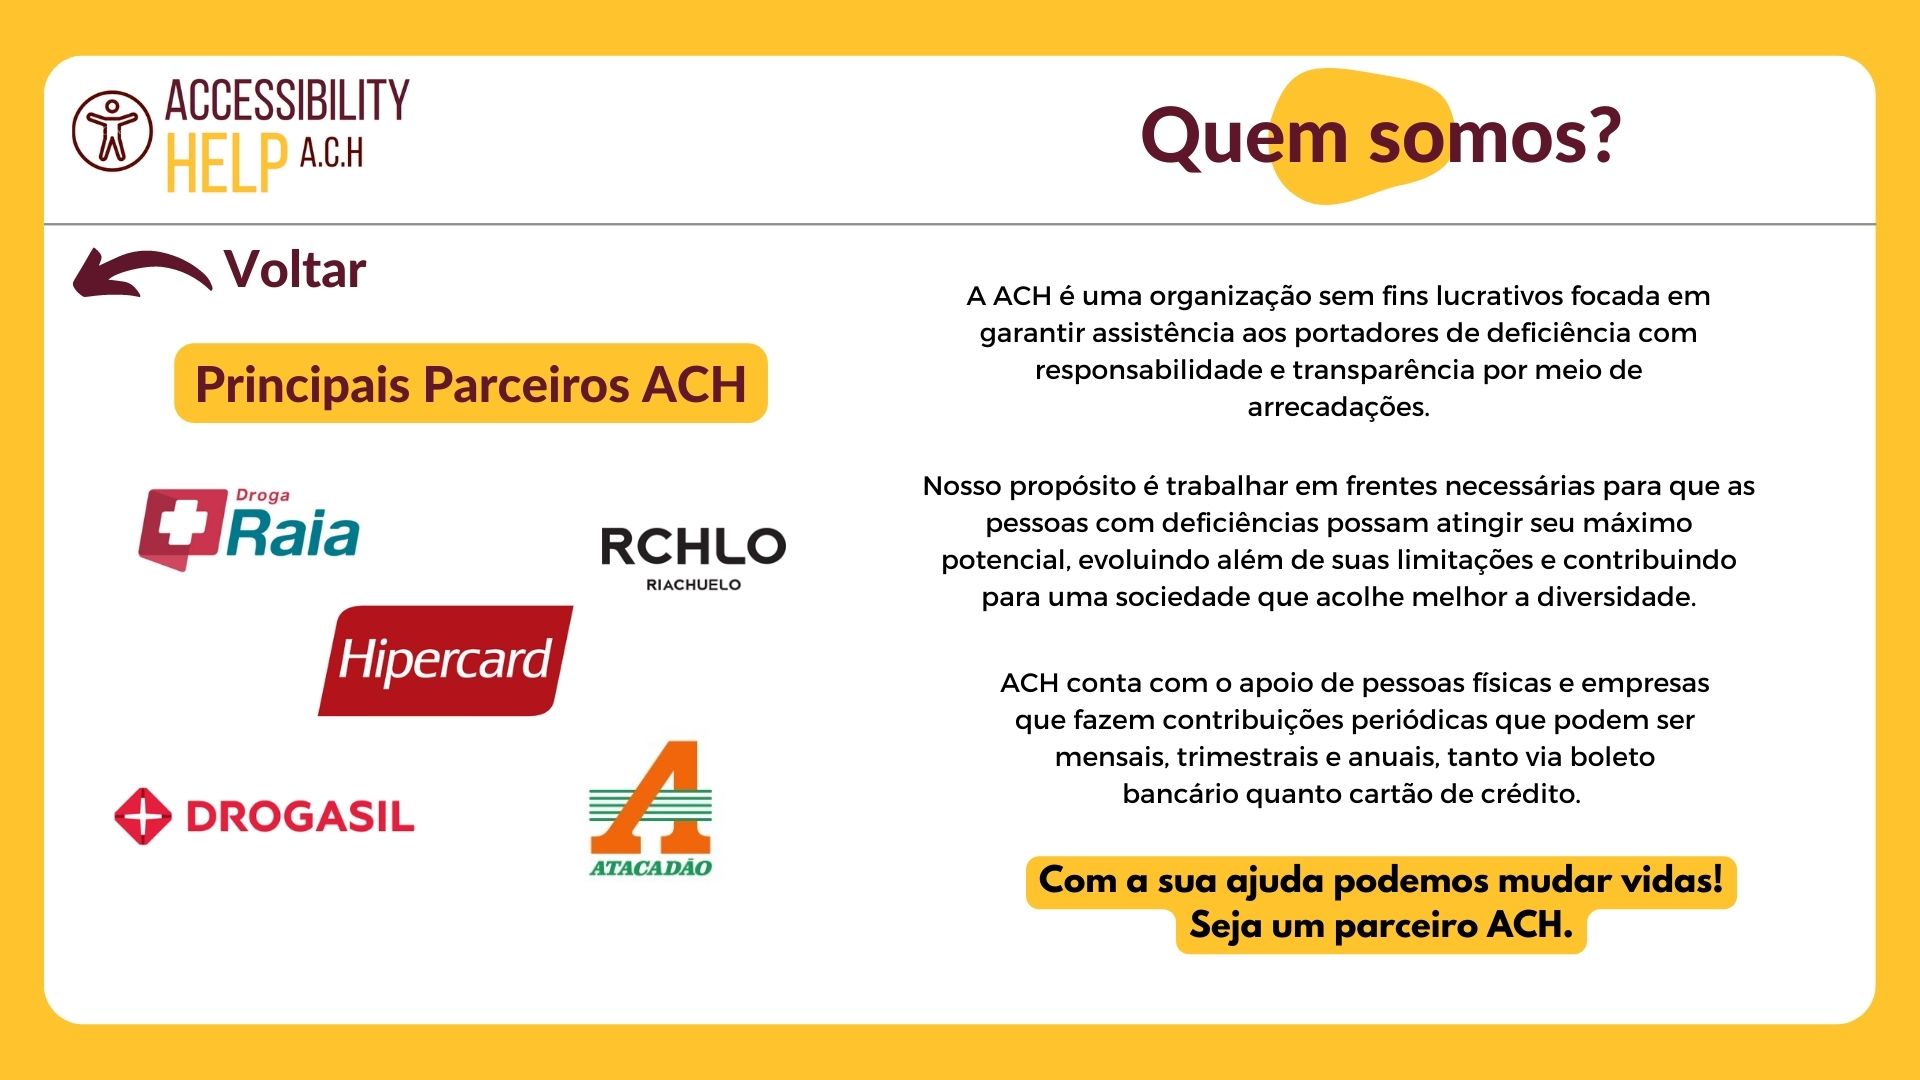 ACCESSIBILITY
HELP A.C.H
Quem somos?
Voltar
Principais Parceiros ACH
Droga
Raia
RCHLO
RIACHUELO
Hipercard
DROGASIL
ATACADÃO
A ACH é uma organização sem fins lucrativos focada em
garantir assistência aos portadores de deficiência com
responsabilidade e transparência por meio de
arrecadações.
Nosso propósito é trabalhar em frentes necessárias para que as
pessoas com deficiências possam atingir seu máximo
potencial, evoluindo além de suas limitações e contribuindo
para uma sociedade que acolhe melhor a diversidade.
ACH conta com o apoio de pessoas físicas e empresas
que fazem contribuições periódicas que podem ser
mensais, trimestrais e anuais, tanto via boleto
bancário quanto cartão de crédito.
Com a sua ajuda podemos mudar vidas!
Seja um parceiro ACH.